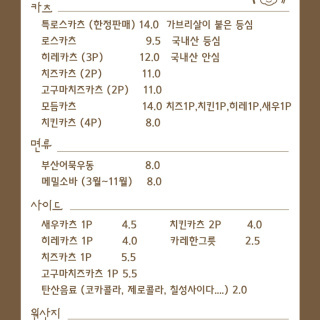 카츠
특로스카츠 (한정판매) 14.0 가브리살이 붙은 등심
로스카츠 9.5 국내산 등심
히레카츠 (3P) 12.0 국내산 안심
치즈카츠 (2P) 11.0
고구마치즈카츠 (2P) 11.0
모듬카츠 14.0 치즈1P,치킨1P,히레1P,새우1P
치킨카츠 (4P) 8.0
면류
부산어묵우동 8.0
메밀소바 (3월~11월) 8.0
사이드
새우카츠 1P 4.5 치킨카츠 2P 4.0
히레카츠 1P 4.0 카레한그릇 2.5
치즈카츠 1P 5.5
고구마치즈카츠 1P 5.5
탄산음료 (코카콜라, 제로콜라, 칠성사이다....) 2.0
원산지